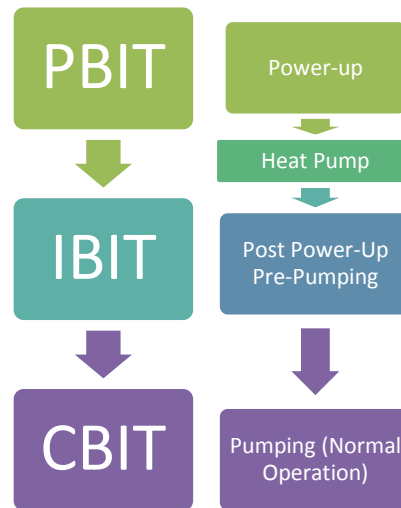 PBIT
Power-up
Heat Pump
IBIT
Post Power-Up
Pre-Pumping
CBIT
Pumping (Normal
Operation)